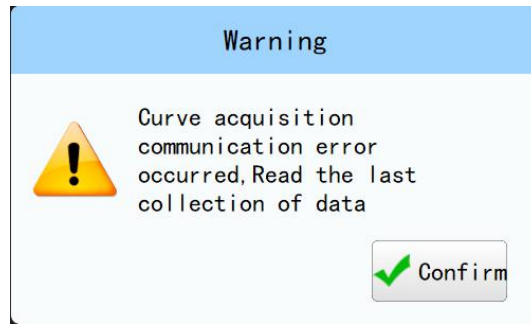 Warning
Curve acquisition
communication error
occurred,Read the last
collection of data
Confirm